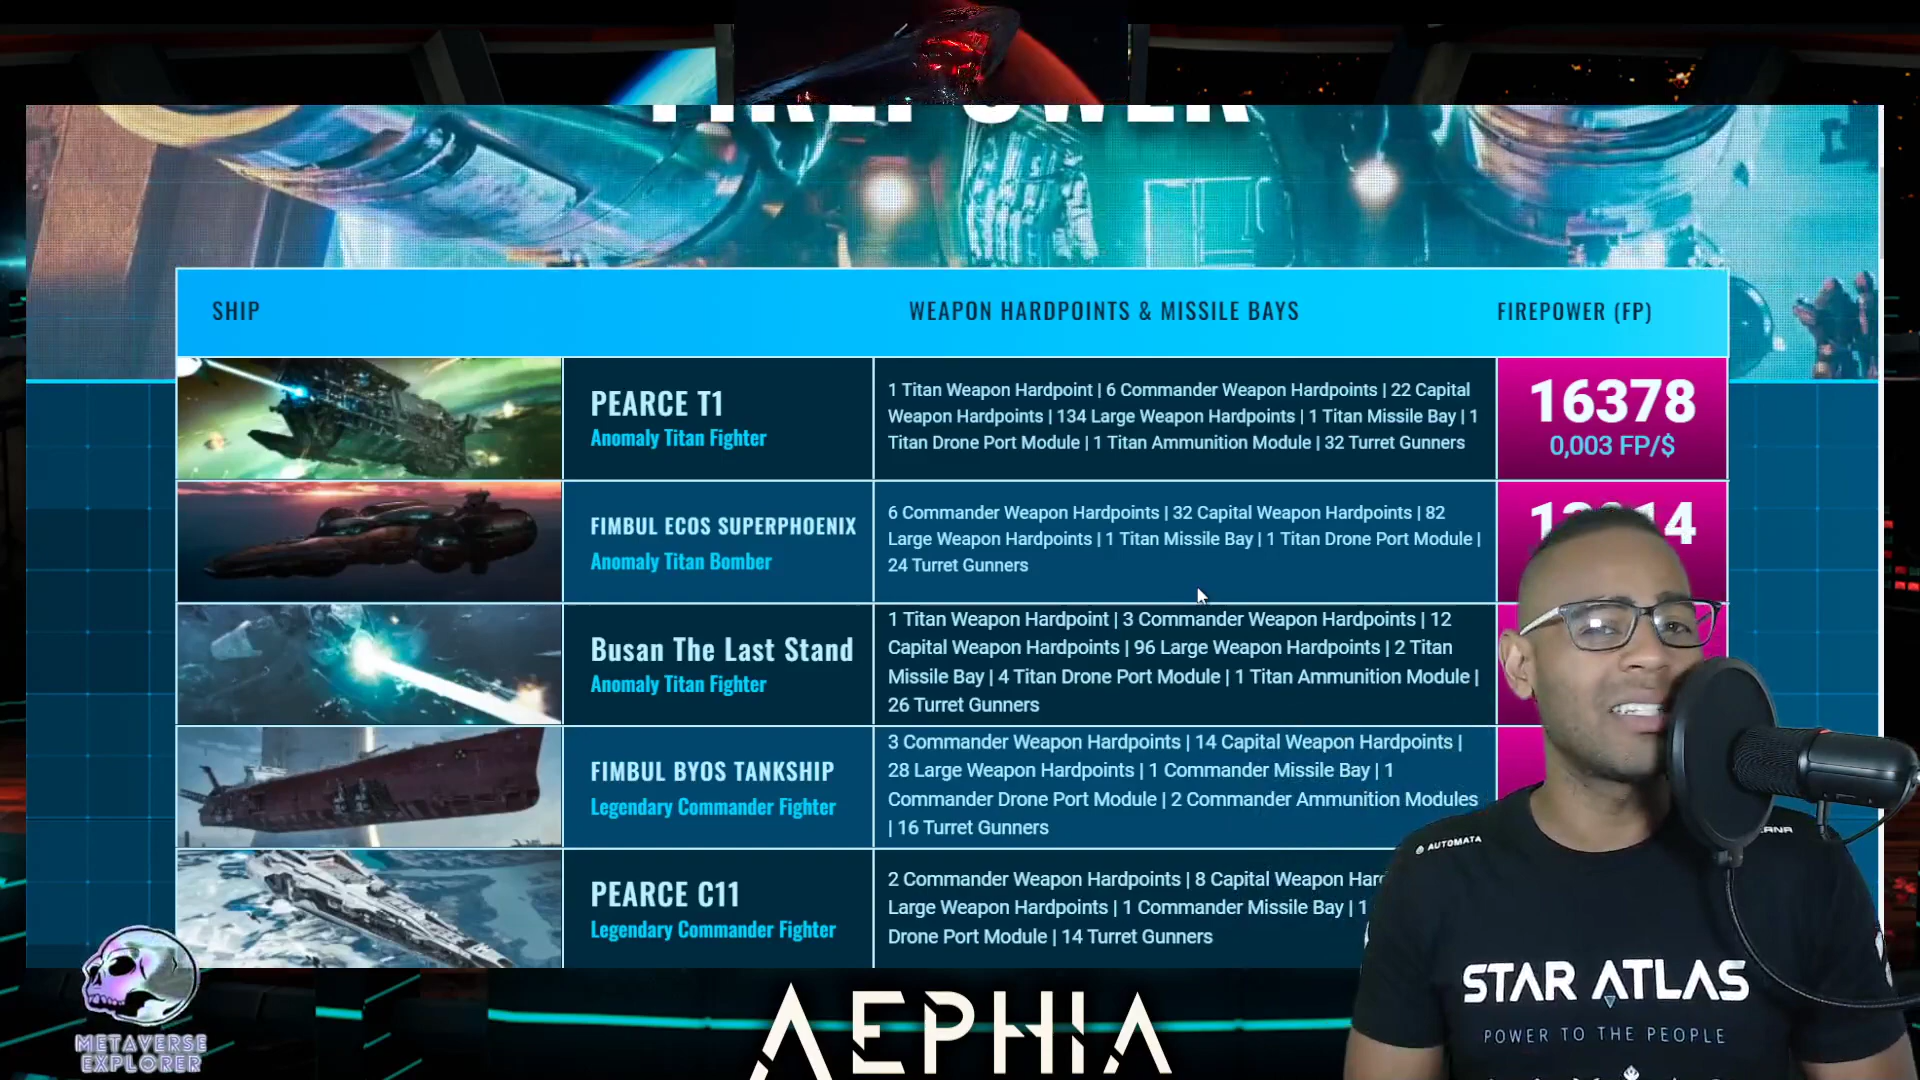 FIREPOWER
SHIP
WEAPON HARDPOINTS & MISSILE BAYS
FIREPOWER (FP)
PEARCE T1
Anomaly Titan Fighter
1 Titan Weapon Hardpoint | 6 Commander Weapon Hardpoints | 22 Capital
Weapon Hardpoints | 134 Large Weapon Hardpoints | 1 Titan Missile Bay | 1
Titan Drone Port Module | 1 Titan Ammunition Module | 32 Turret Gunners
16378
0,003 FP/$
FIMBUL ECOS SUPERPHOENIX
Anomaly Titan Bomber
6 Commander Weapon Hardpoints | 32 Capital Weapon Hardpoints | 82
Large Weapon Hardpoints | 1 Titan Missile Bay | 1 Titan Drone Port Module |
24 Turret Gunners
Busan The Last Stand
Anomaly Titan Fighter
1 Titan Weapon Hardpoint | 3 Commander Weapon Hardpoints | 12
Capital Weapon Hardpoints | 96 Large Weapon Hardpoints | 2 Titan
Missile Bay | 4 Titan Drone Port Module | 1 Titan Ammunition Module |
26 Turret Gunners
FIMBUL BYOS TANKSHIP
Legendary Commander Fighter
3 Commander Weapon Hardpoints | 14 Capital Weapon Hardpoints |
28 Large Weapon Hardpoints | 1 Commander Missile Bay | 1
Commander Drone Port Module | 2 Commander Ammunition Modules
| 16 Turret Gunners
PEARCE C11
Legendary Commander Fighter
2 Commander Weapon Hardpoints | 8 Capital Weapon
Large Weapon Hardpoints | 1 Commander Missile Bay | 1
Drone Port Module | 14 Turret Gunners
AUTOMATA
STAR ATLAS
POWER TO THE PEOPLE
METAVERSE
EXPLORER
AEPHIA